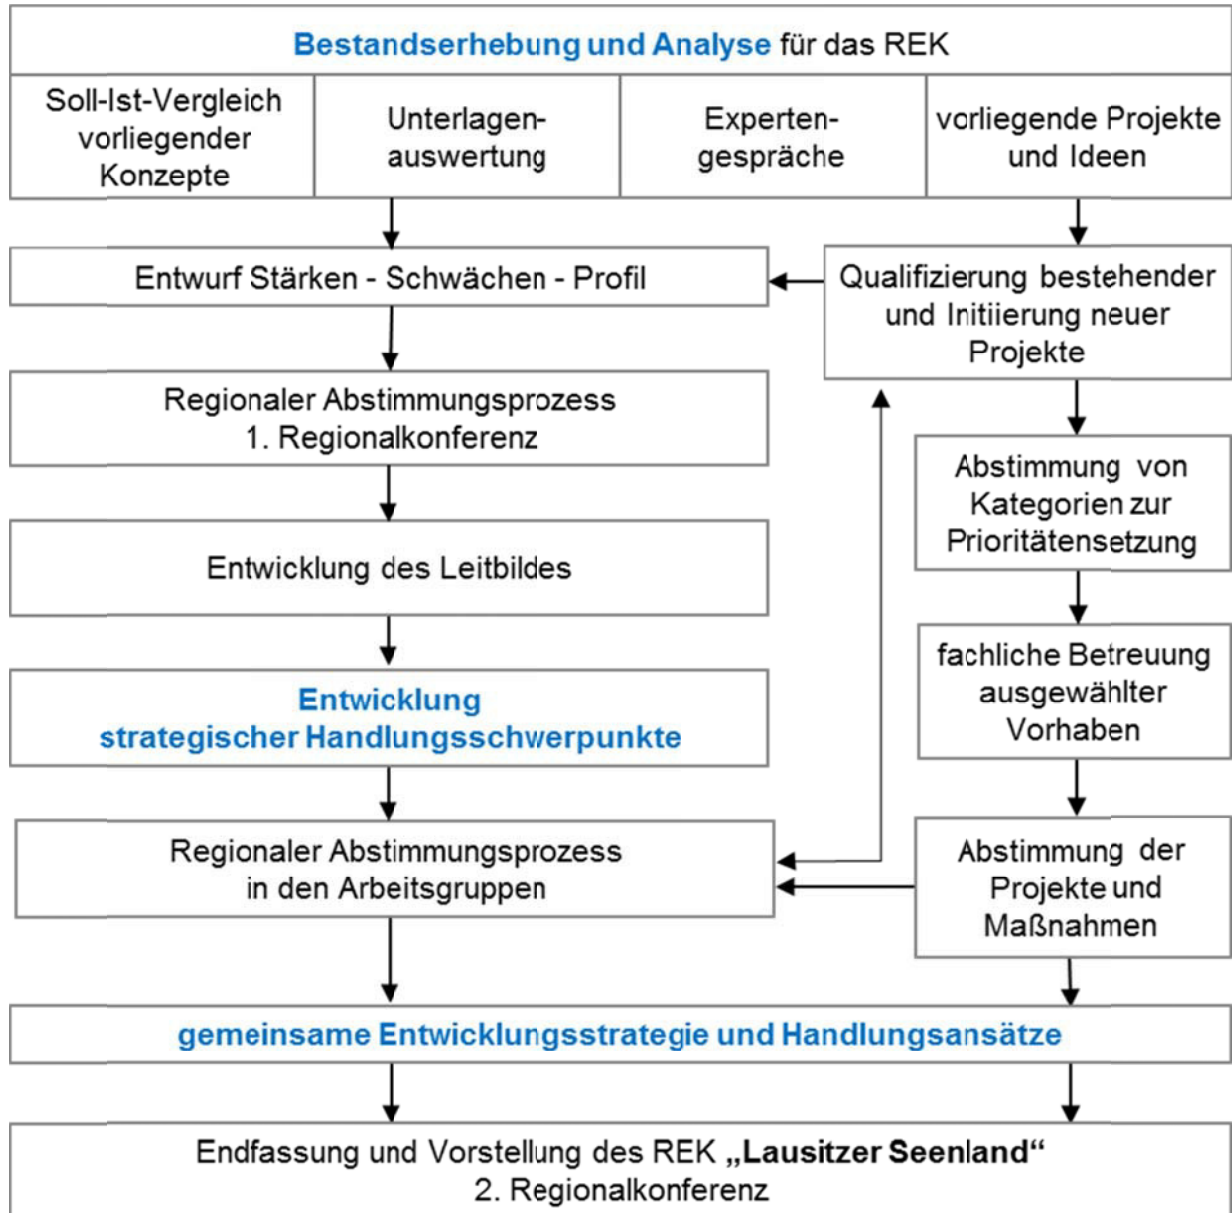 Bestandserhebung und Analyse für das REK
Soll-Ist-Vergleich
vorliegender
Konzepte
Unterlagen-
auswertung
Experten-
gespräche
vorliegende Projekte
und Ideen
Entwurf Stärken - Schwächen - Profil
Qualifizierung bestehender
und Initiierung neuer
Projekte
Regionaler Abstimmungsprozess
1. Regionalkonferenz
Abstimmung von
Kategorien zur
Prioritätensetzung
Entwicklung des Leitbildes
fachliche Betreuung
ausgewählter
Vorhaben
Entwicklung
strategischer Handlungsschwerpunkte
Regionaler Abstimmungsprozess
in den Arbeitsgruppen
Abstimmung der
Projekte und
Maßnahmen
gemeinsame Entwicklungsstrategie und Handlungsansätze
Endfassung und Vorstellung des REK „Lausitzer Seenland“
2. Regionalkonferenz